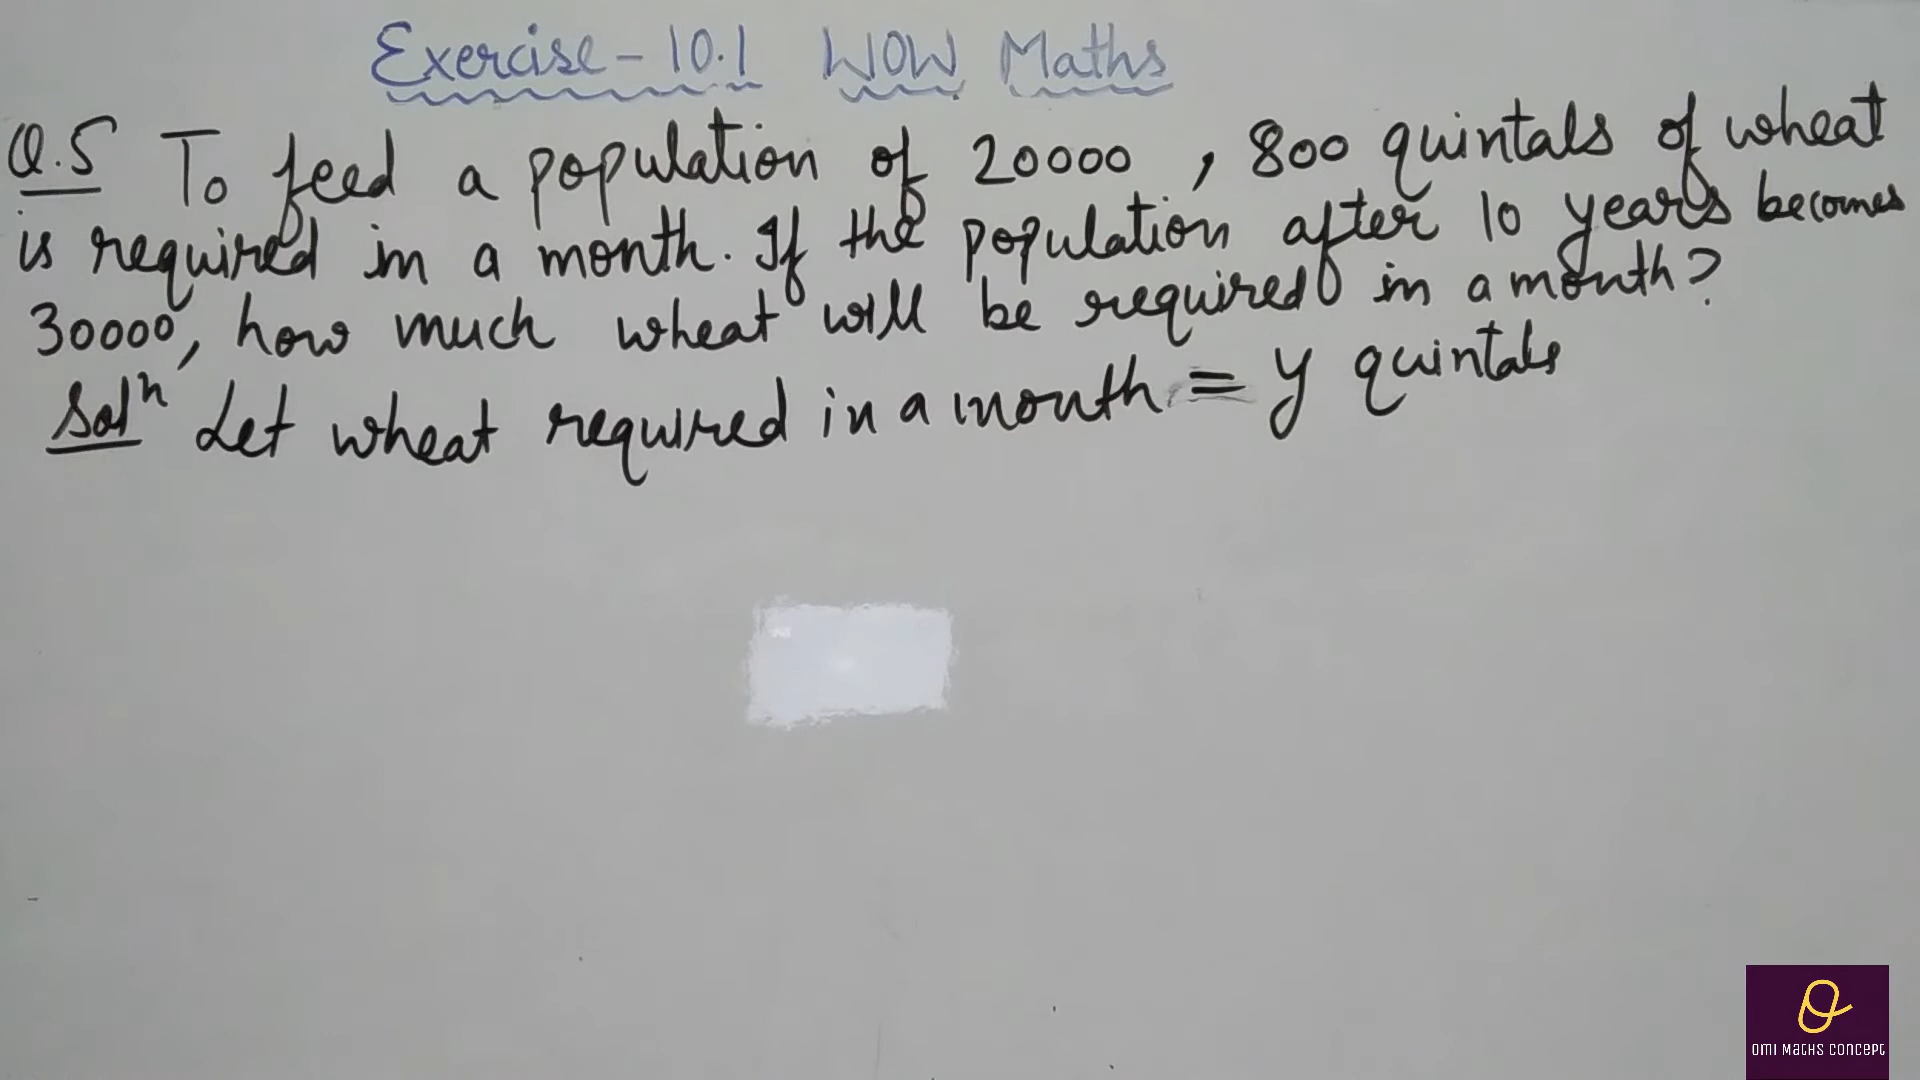 Exercise - 10.1 WOW Maths
Q.5 To feed a population of 20000, 800 quintals of wheat
is required in a month. If the population after 10 years becomes
30000, how much wheat will be required in a month?
Solⁿ Let wheat required in a month = y quintals
OMI MATHS CONCEPT